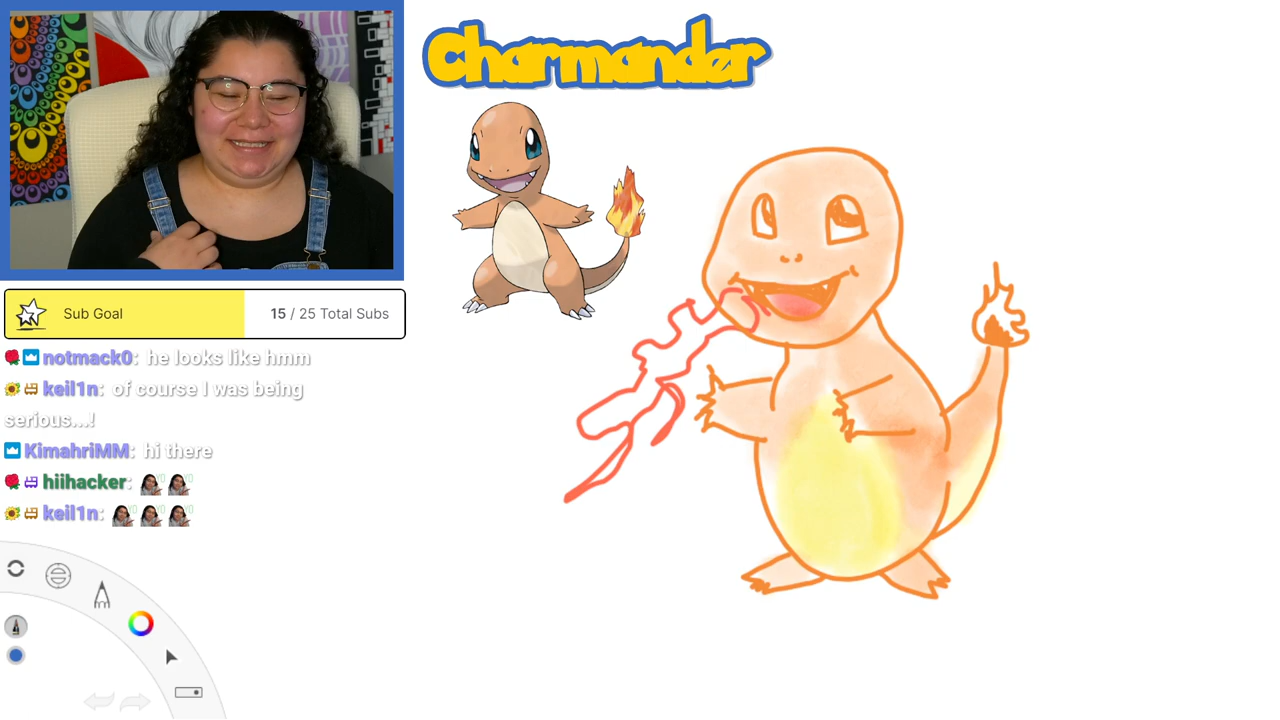 Charmander
Sub Goal 15 / 25 Total Subs
notmack0: he looks like hmm
keil1n: of course I was being
serious...!
KimahriMM: hi there
hiihacker:
keil1n: